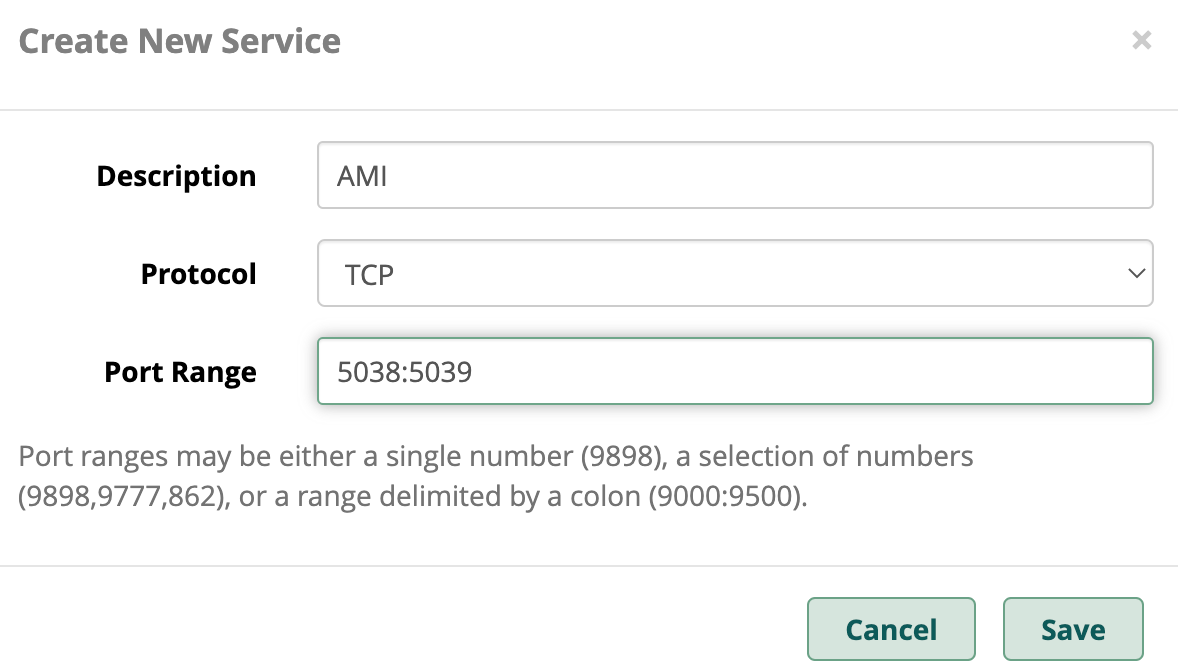 Create New Service
×
Description
AMI
Protocol
TCP
Port Range
5038:5039
Port ranges may be either a single number (9898), a selection of numbers
(9898,9777,862), or a range delimited by a colon (9000:9500).
Cancel
Save